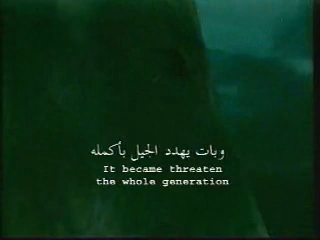 وبات يهدد الجيل بأكمله
It became threaten
the whole generation